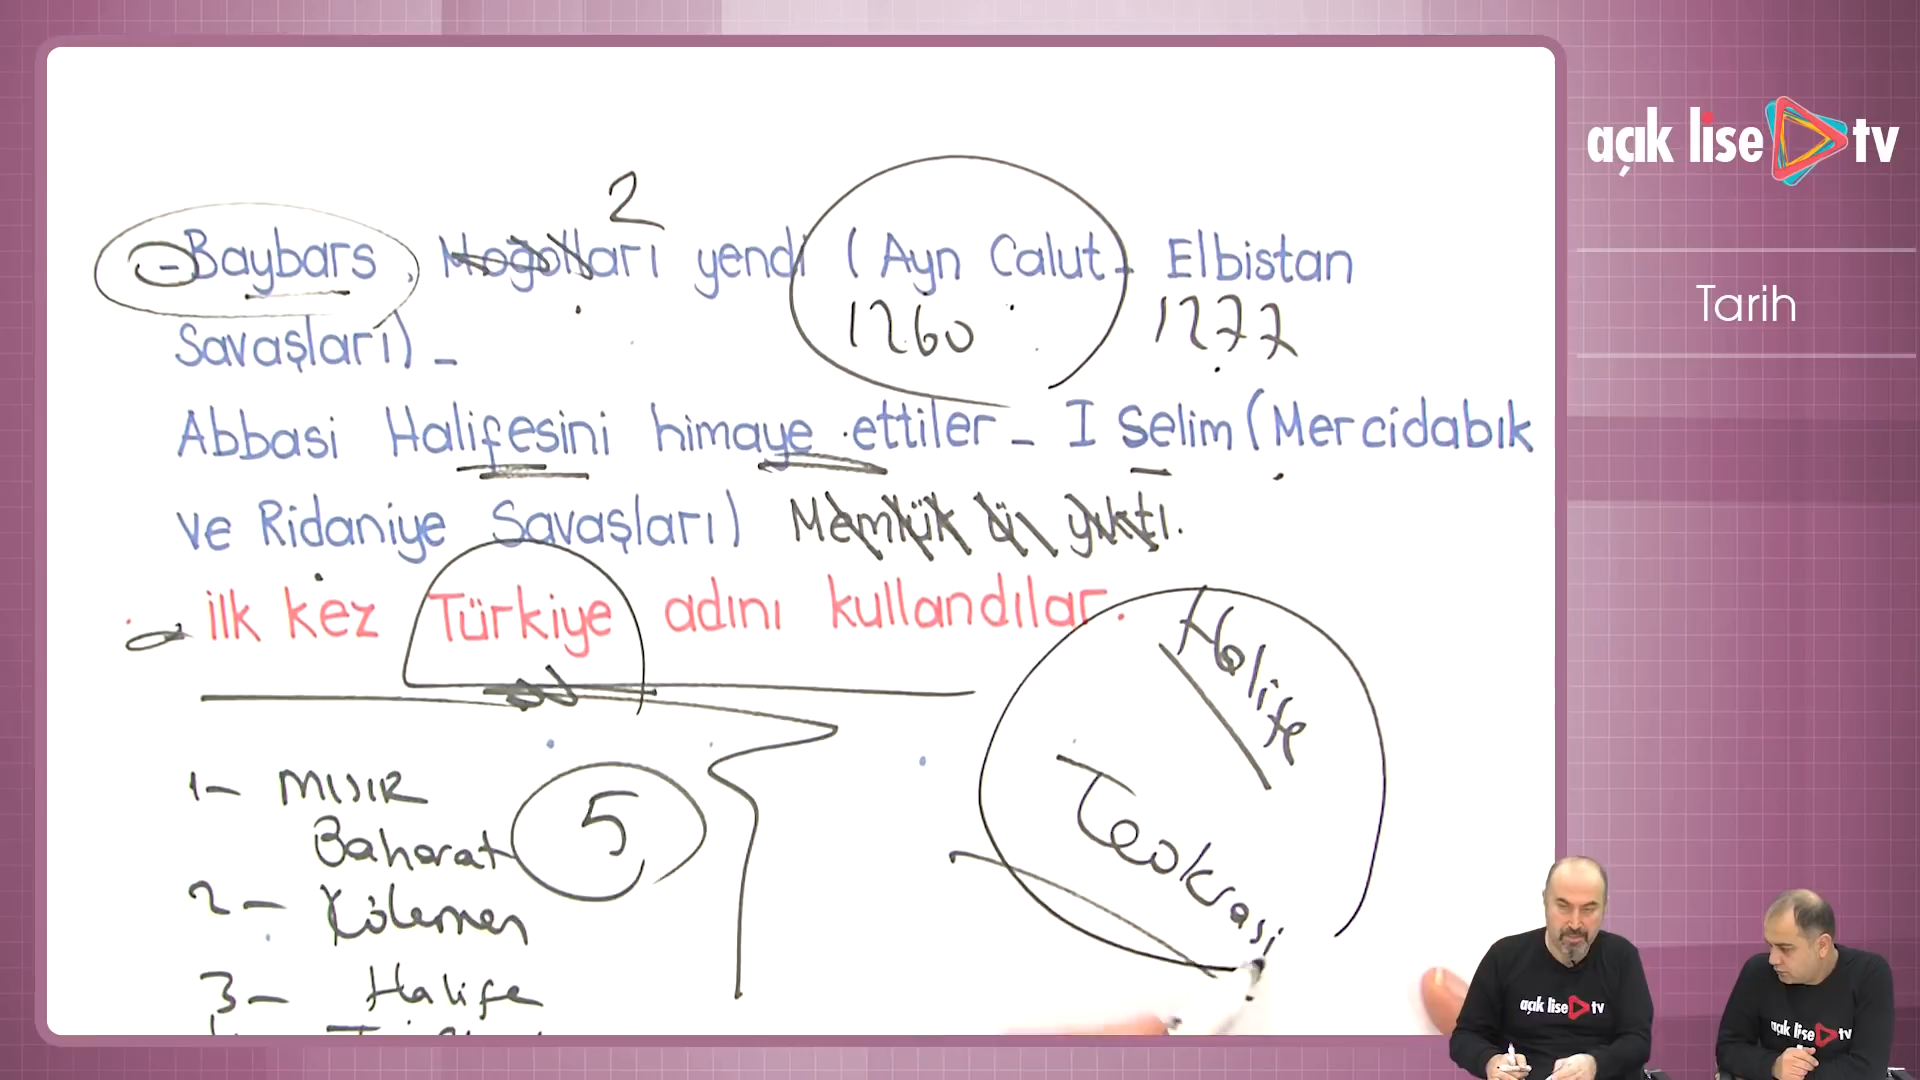 2
- Baybars, Moğolları yendi (Ayn Calut - Elbistan
1260 1277
Savaşları) -
Abbasi Halifesini himaye ettiler - I Selim (Mercidabık
ve Ridaniye Savaşları) Memlük ün yıktı.
- ilk kez Türkiye adını kullandılar.
1- MISIR
Baharat
5
2- Kölemen
3- Halife
Halife
Teokrasi
açık lise tv
Tarih
açık lise tv
açık lise tv